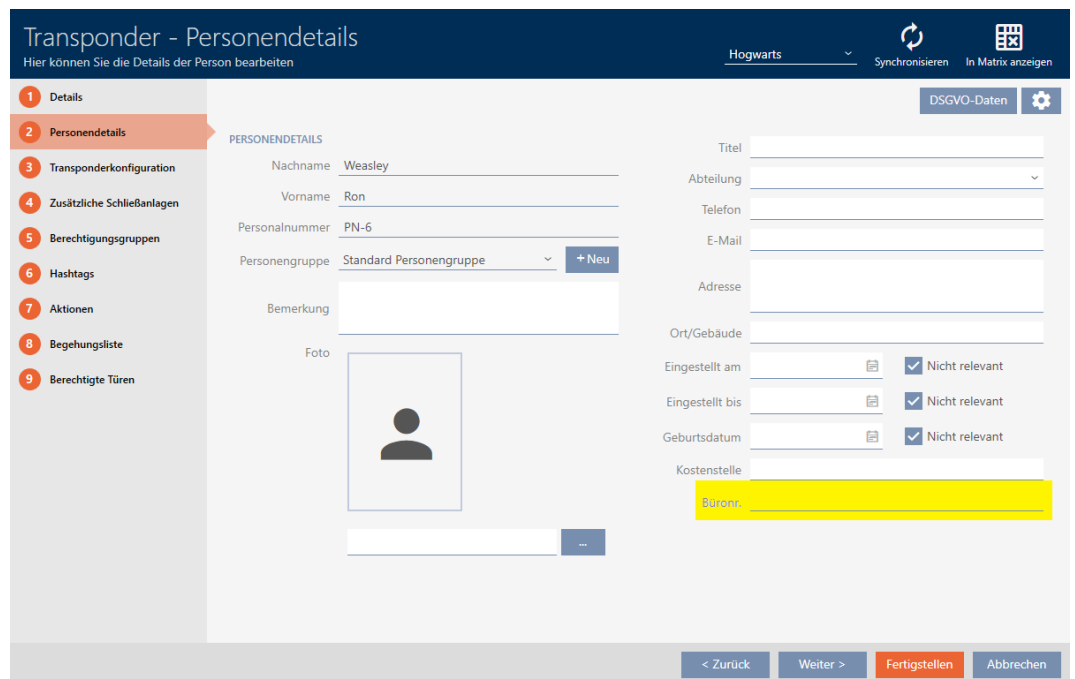 Transponder - Personendetails
Hier können Sie die Details der Person bearbeiten
Hogwarts
Synchronisieren
In Matrix anzeigen
1 Details
2 Personendetails
3 Transponderkonfiguration
4 Zusätzliche Schließanlagen
5 Berechtigungsgruppen
6 Hashtags
7 Aktionen
8 Begehungsliste
9 Berechtigte Türen
DSGVO-Daten
PERSONENDETAILS
Nachname Weasley
Vorname Ron
Personalnummer PN-6
Personengruppe Standard Personengruppe + Neu
Bemerkung
Foto
...
Titel
Abteilung
Telefon
E-Mail
Adresse
Ort/Gebäude
Eingestellt am Nicht relevant
Eingestellt bis Nicht relevant
Geburtsdatum Nicht relevant
Kostenstelle
Büronr.
< Zurück Weiter > Fertigstellen Abbrechen